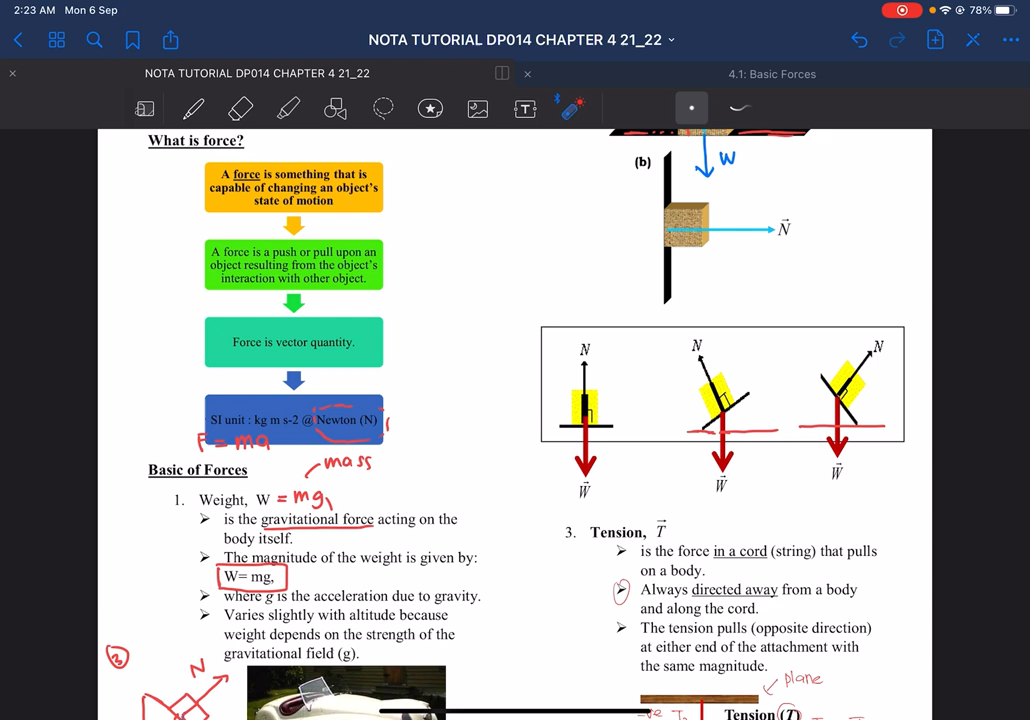 2:23 AM Mon 6 Sep
78%
NOTA TUTORIAL DP014 CHAPTER 4 21_22
NOTA TUTORIAL DP014 CHAPTER 4 21_22
4.1: Basic Forces
What is force?
A force is something that is
capable of changing an object's
state of motion
A force is a push or pull upon an
object resulting from the object's
interaction with other object.
Force is vector quantity.
SI unit : kg m s-2 @ Newton (N)
F = ma
Basic of Forces
mass
1. Weight, W = mg
➤ is the gravitational force acting on the
body itself.
➤ The magnitude of the weight is given by:
W= mg,
➤ where g is the acceleration due to gravity.
➤ Varies slightly with altitude because
weight depends on the strength of the
gravitational field (g).
3
N
W
(b)
N
N
N
N
W
W
W
3. Tension, T
➤ is the force in a cord (string) that pulls
on a body.
➤ Always directed away from a body
and along the cord.
➤ The tension pulls (opposite direction)
at either end of the attachment with
the same magnitude.
plane
-ve T2
Tension (T)